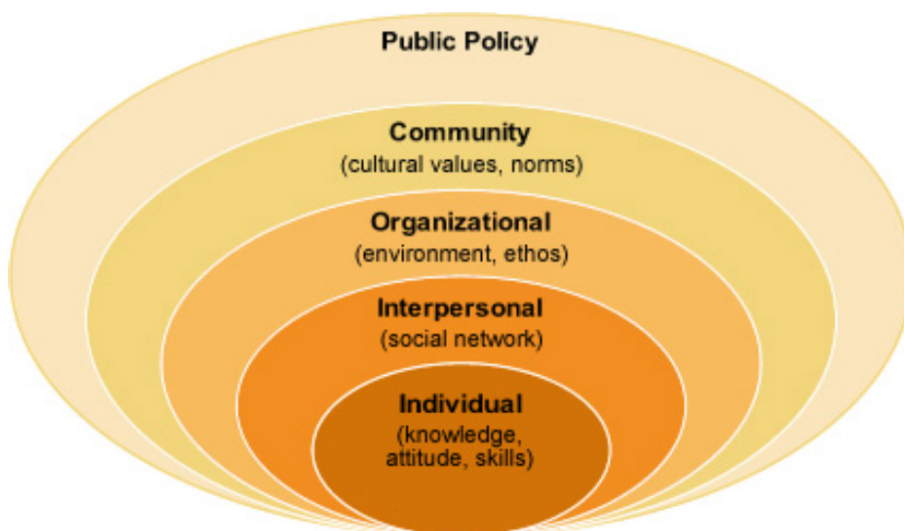 Public Policy
Community
(cultural values, norms)
Organizational
(environment, ethos)
Interpersonal
(social network)
Individual
(knowledge,
attitude, skills)